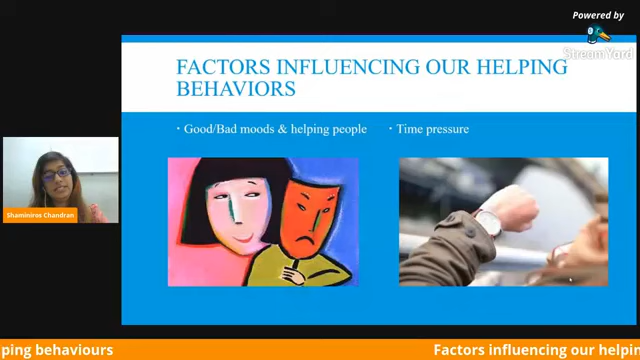 Powered by
StreamYard
FACTORS INFLUENCING OUR HELPING
BEHAVIORS
• Good/Bad moods & helping people
• Time pressure
Shaminiros Chandran
ping behaviours
Factors influencing our helpin